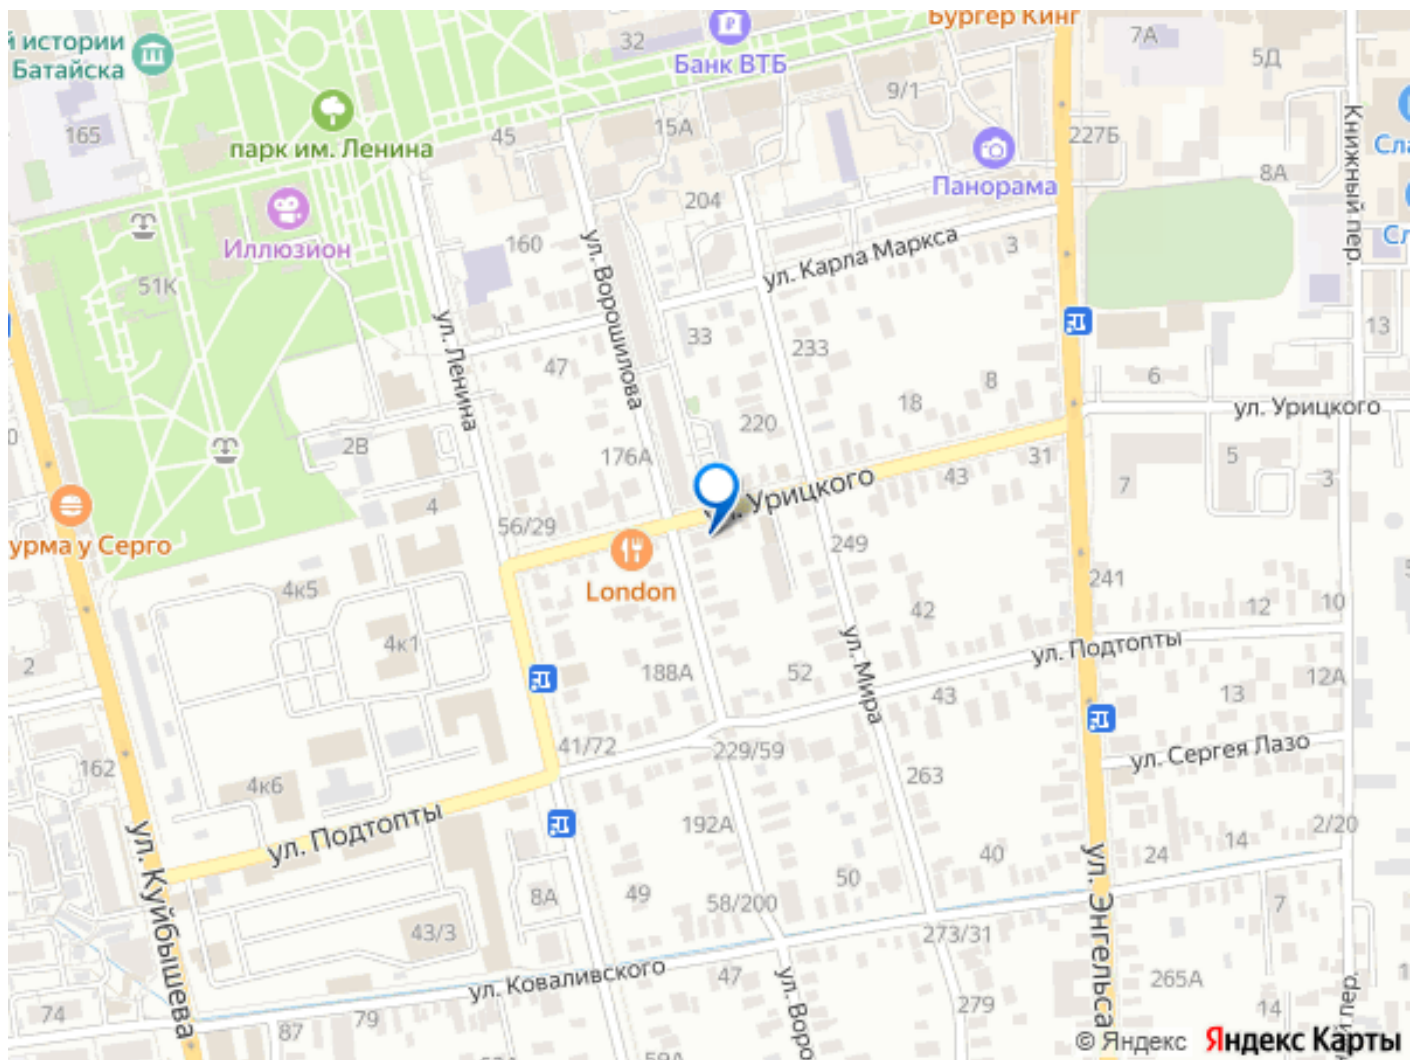 Бургер Кинг
32
Банк ВТБ
7А
5Д
й истории
Батайска
9/1
165
парк им. Ленина
45
15А
Панорама
227Б
8А
Книжный пер.
Сла
204
Иллюзион
160
ул. Ворошилова
ул. Карла Маркса
3
Сл
51К
ул. Ленина
33
233
47
13
8
6
18
ул. Урицкого
220
2В
176А
31
43
5
3
7
4
ул. Урицкого
56/29
урма у Серго
London
249
241
4к5
42
12
10
4к1
2
188А
52
ул. Мира
ул. Подтопты
43
13
12А
41/72
229/59
ул. Сергея Лазо
162
4к6
263
ул. Подтопты
192А
2/20
14
24
40
ул. Куйбышева
8А
49
50
58/200
ул. Энгельса
7
43/3
273/31
ул. Коваливского
47
ул. Воро
265А
й пер.
74
87
79
279
14
© Яндекс Яндекс Карты